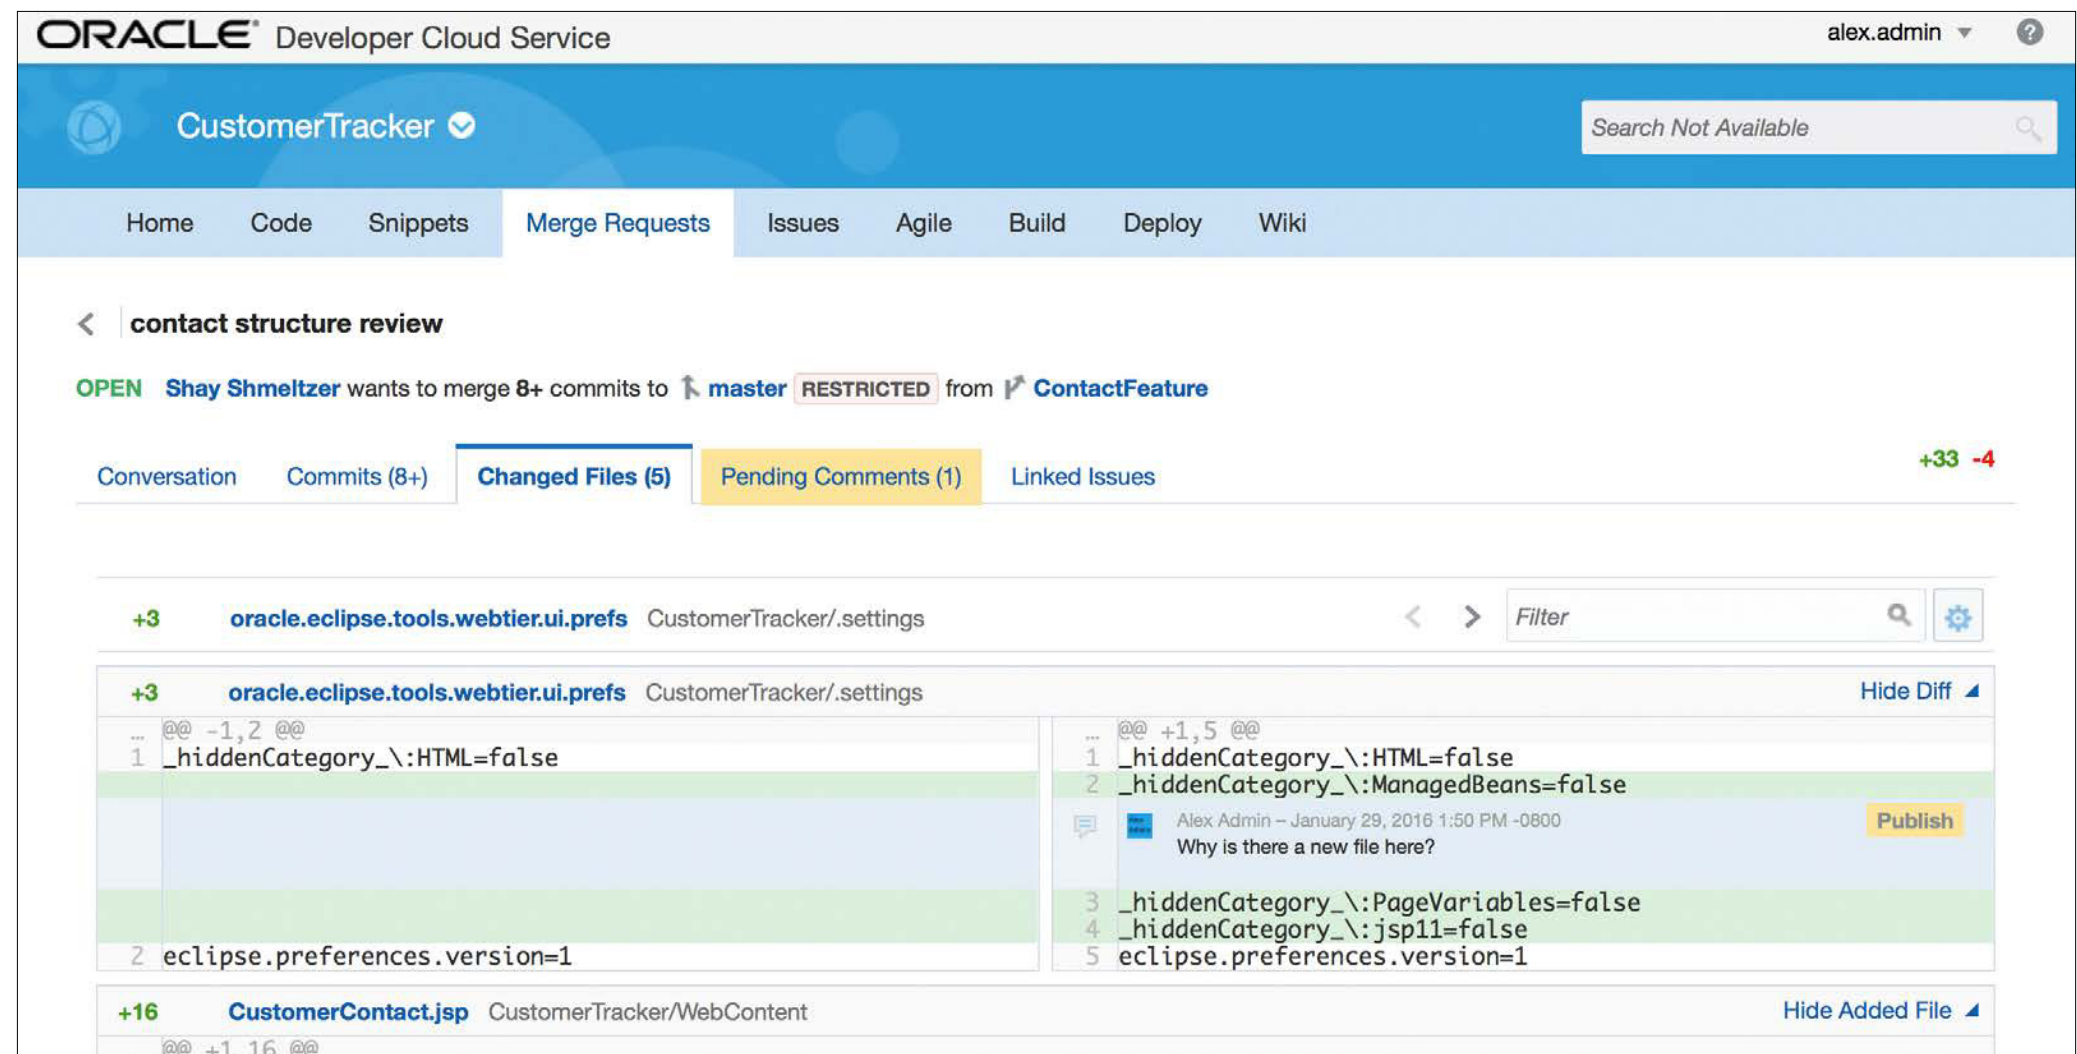 ORACLE® Developer Cloud Service
alex.admin
?
CustomerTracker
Search Not Available
Home Code Snippets Merge Requests Issues Agile Build Deploy Wiki
contact structure review
OPEN Shay Shmeltzer wants to merge 8+ commits to master RESTRICTED from ContactFeature
Conversation Commits (8+) Changed Files (5) Pending Comments (1) Linked Issues +33 -4
+3 oracle.eclipse.tools.webtier.ui.prefs CustomerTracker/.settings < > Filter
+3 oracle.eclipse.tools.webtier.ui.prefs CustomerTracker/.settings Hide Diff
... @@ -1,2 @@
1 _hiddenCategory_\:HTML=false
2 eclipse.preferences.version=1
... @@ +1,5 @@
1 _hiddenCategory_\:HTML=false
2 _hiddenCategory_\:ManagedBeans=false
Alex Admin – January 29, 2016 1:50 PM -0800 Publish
Why is there a new file here?
3 _hiddenCategory_\:PageVariables=false
4 _hiddenCategory_\:jsp11=false
5 eclipse.preferences.version=1
+16 CustomerContact.jsp CustomerTracker/WebContent Hide Added File
@@ +1,16 @@